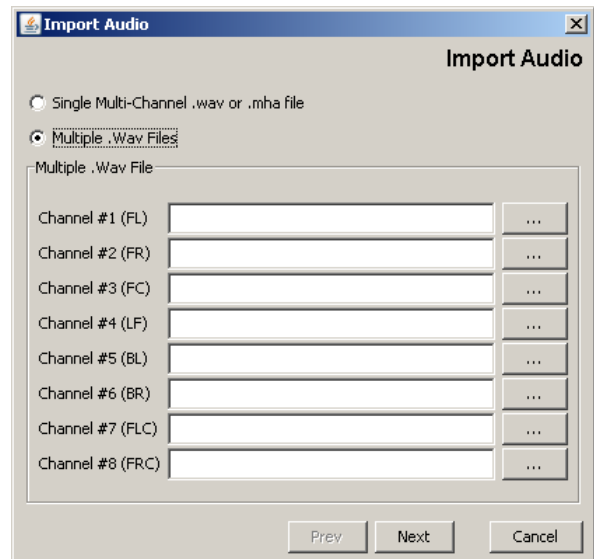 Import Audio
Import Audio
Single Multi-Channel .wav or .mha file
Multiple .Wav Files
Multiple .Wav File
Channel #1 (FL) ...
Channel #2 (FR) ...
Channel #3 (FC) ...
Channel #4 (LF) ...
Channel #5 (BL) ...
Channel #6 (BR) ...
Channel #7 (FLC) ...
Channel #8 (FRC) ...
Prev Next Cancel